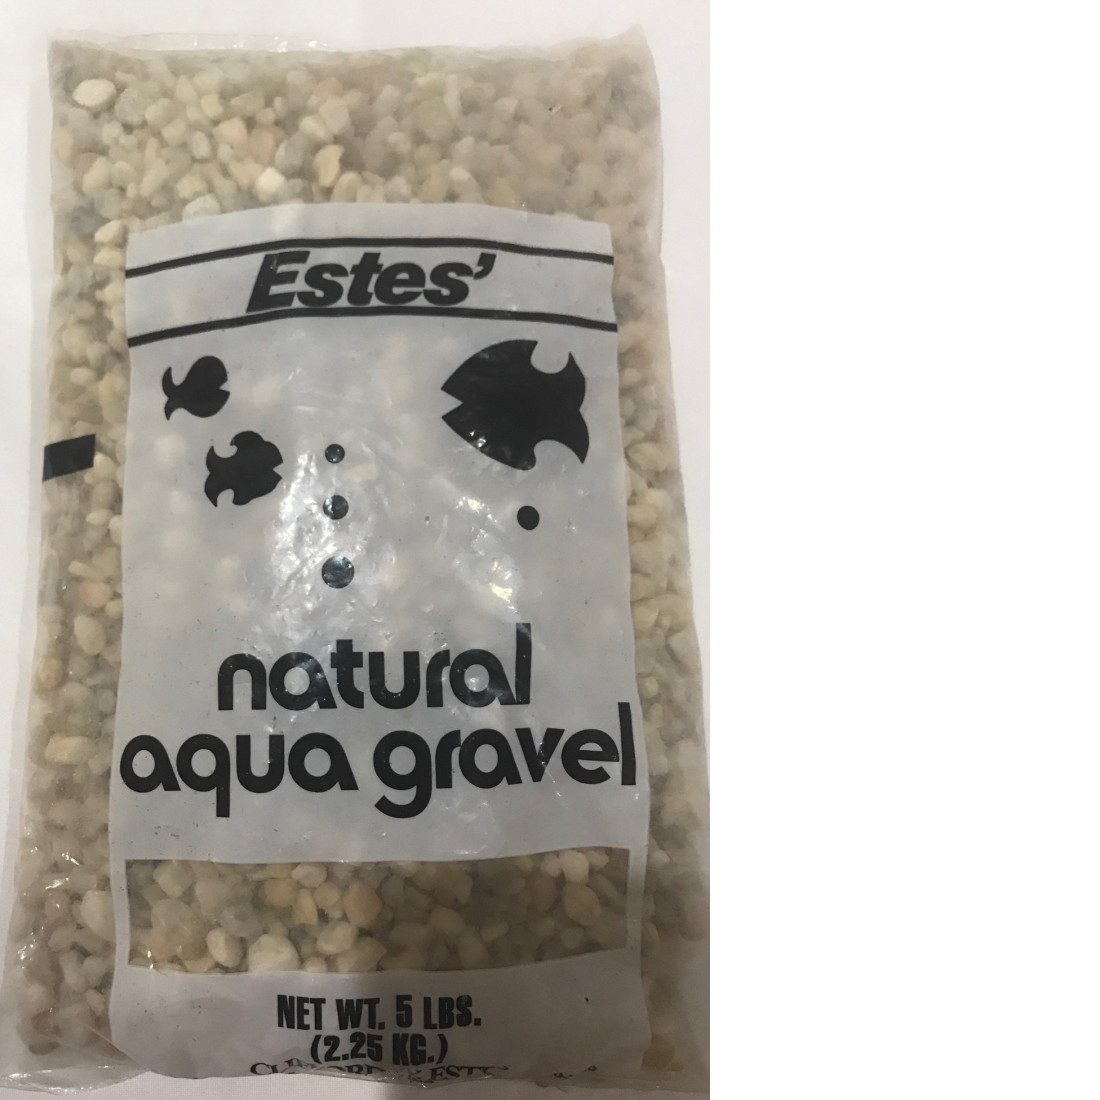 Estes’
natural
aqua gravel
NET WT. 5 LBS.
(2.25 KG.)